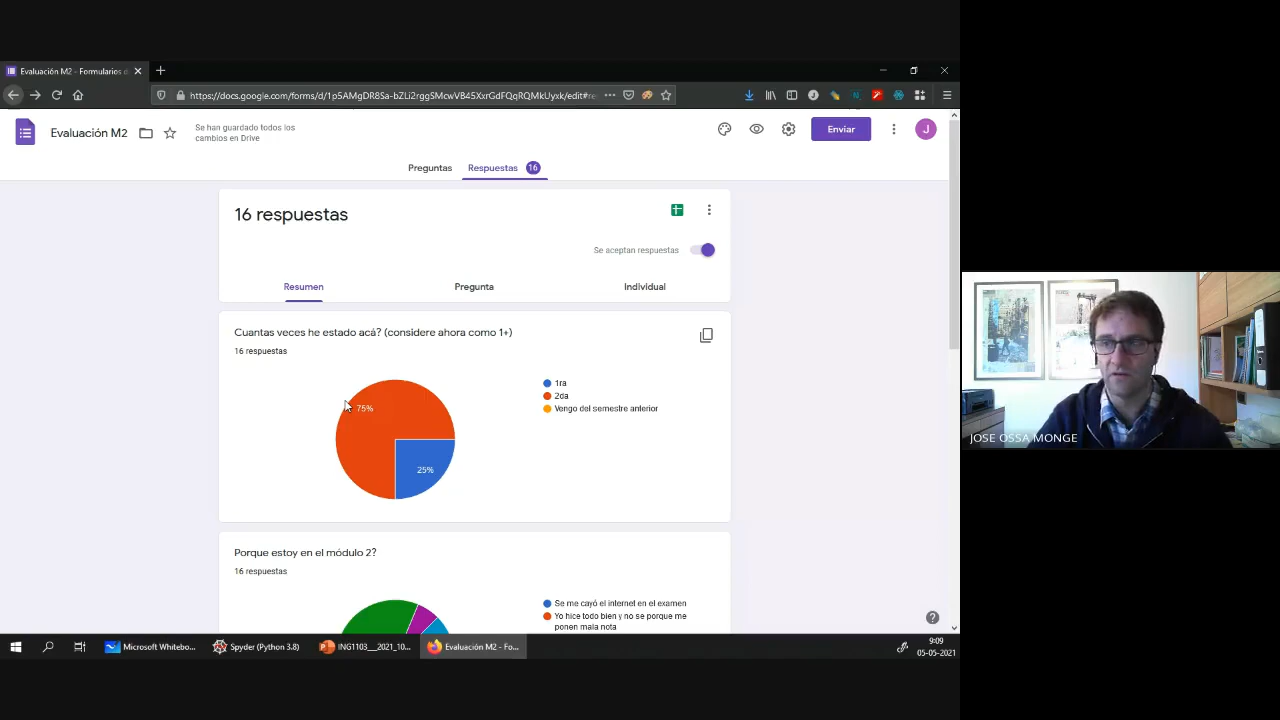 Evaluación M2 - Formularios d
https://docs.google.com/forms/d/1p5AMgDR8Sa-bZLi2rggSMcwVB45XxrGdFQqRQMkUyxk/edit#re
Evaluación M2
Se han guardado todos los
cambios en Drive
Enviar
J
Preguntas
Respuestas 16
16 respuestas
Se aceptan respuestas
Resumen
Pregunta
Individual
Cuantas veces he estado acá? (considere ahora como 1+)
16 respuestas
75%
25%
1ra
2da
Vengo del semestre anterior
Porque estoy en el módulo 2?
16 respuestas
Se me cayó el internet en el examen
Yo hice todo bien y no se porque me
ponen mala nota
JOSE OSSA MONGE
Microsoft Whitebo...
Spyder (Python 3.8)
ING1103__2021_10...
Evaluación M2 - Fo...
9:09
05-05-2021